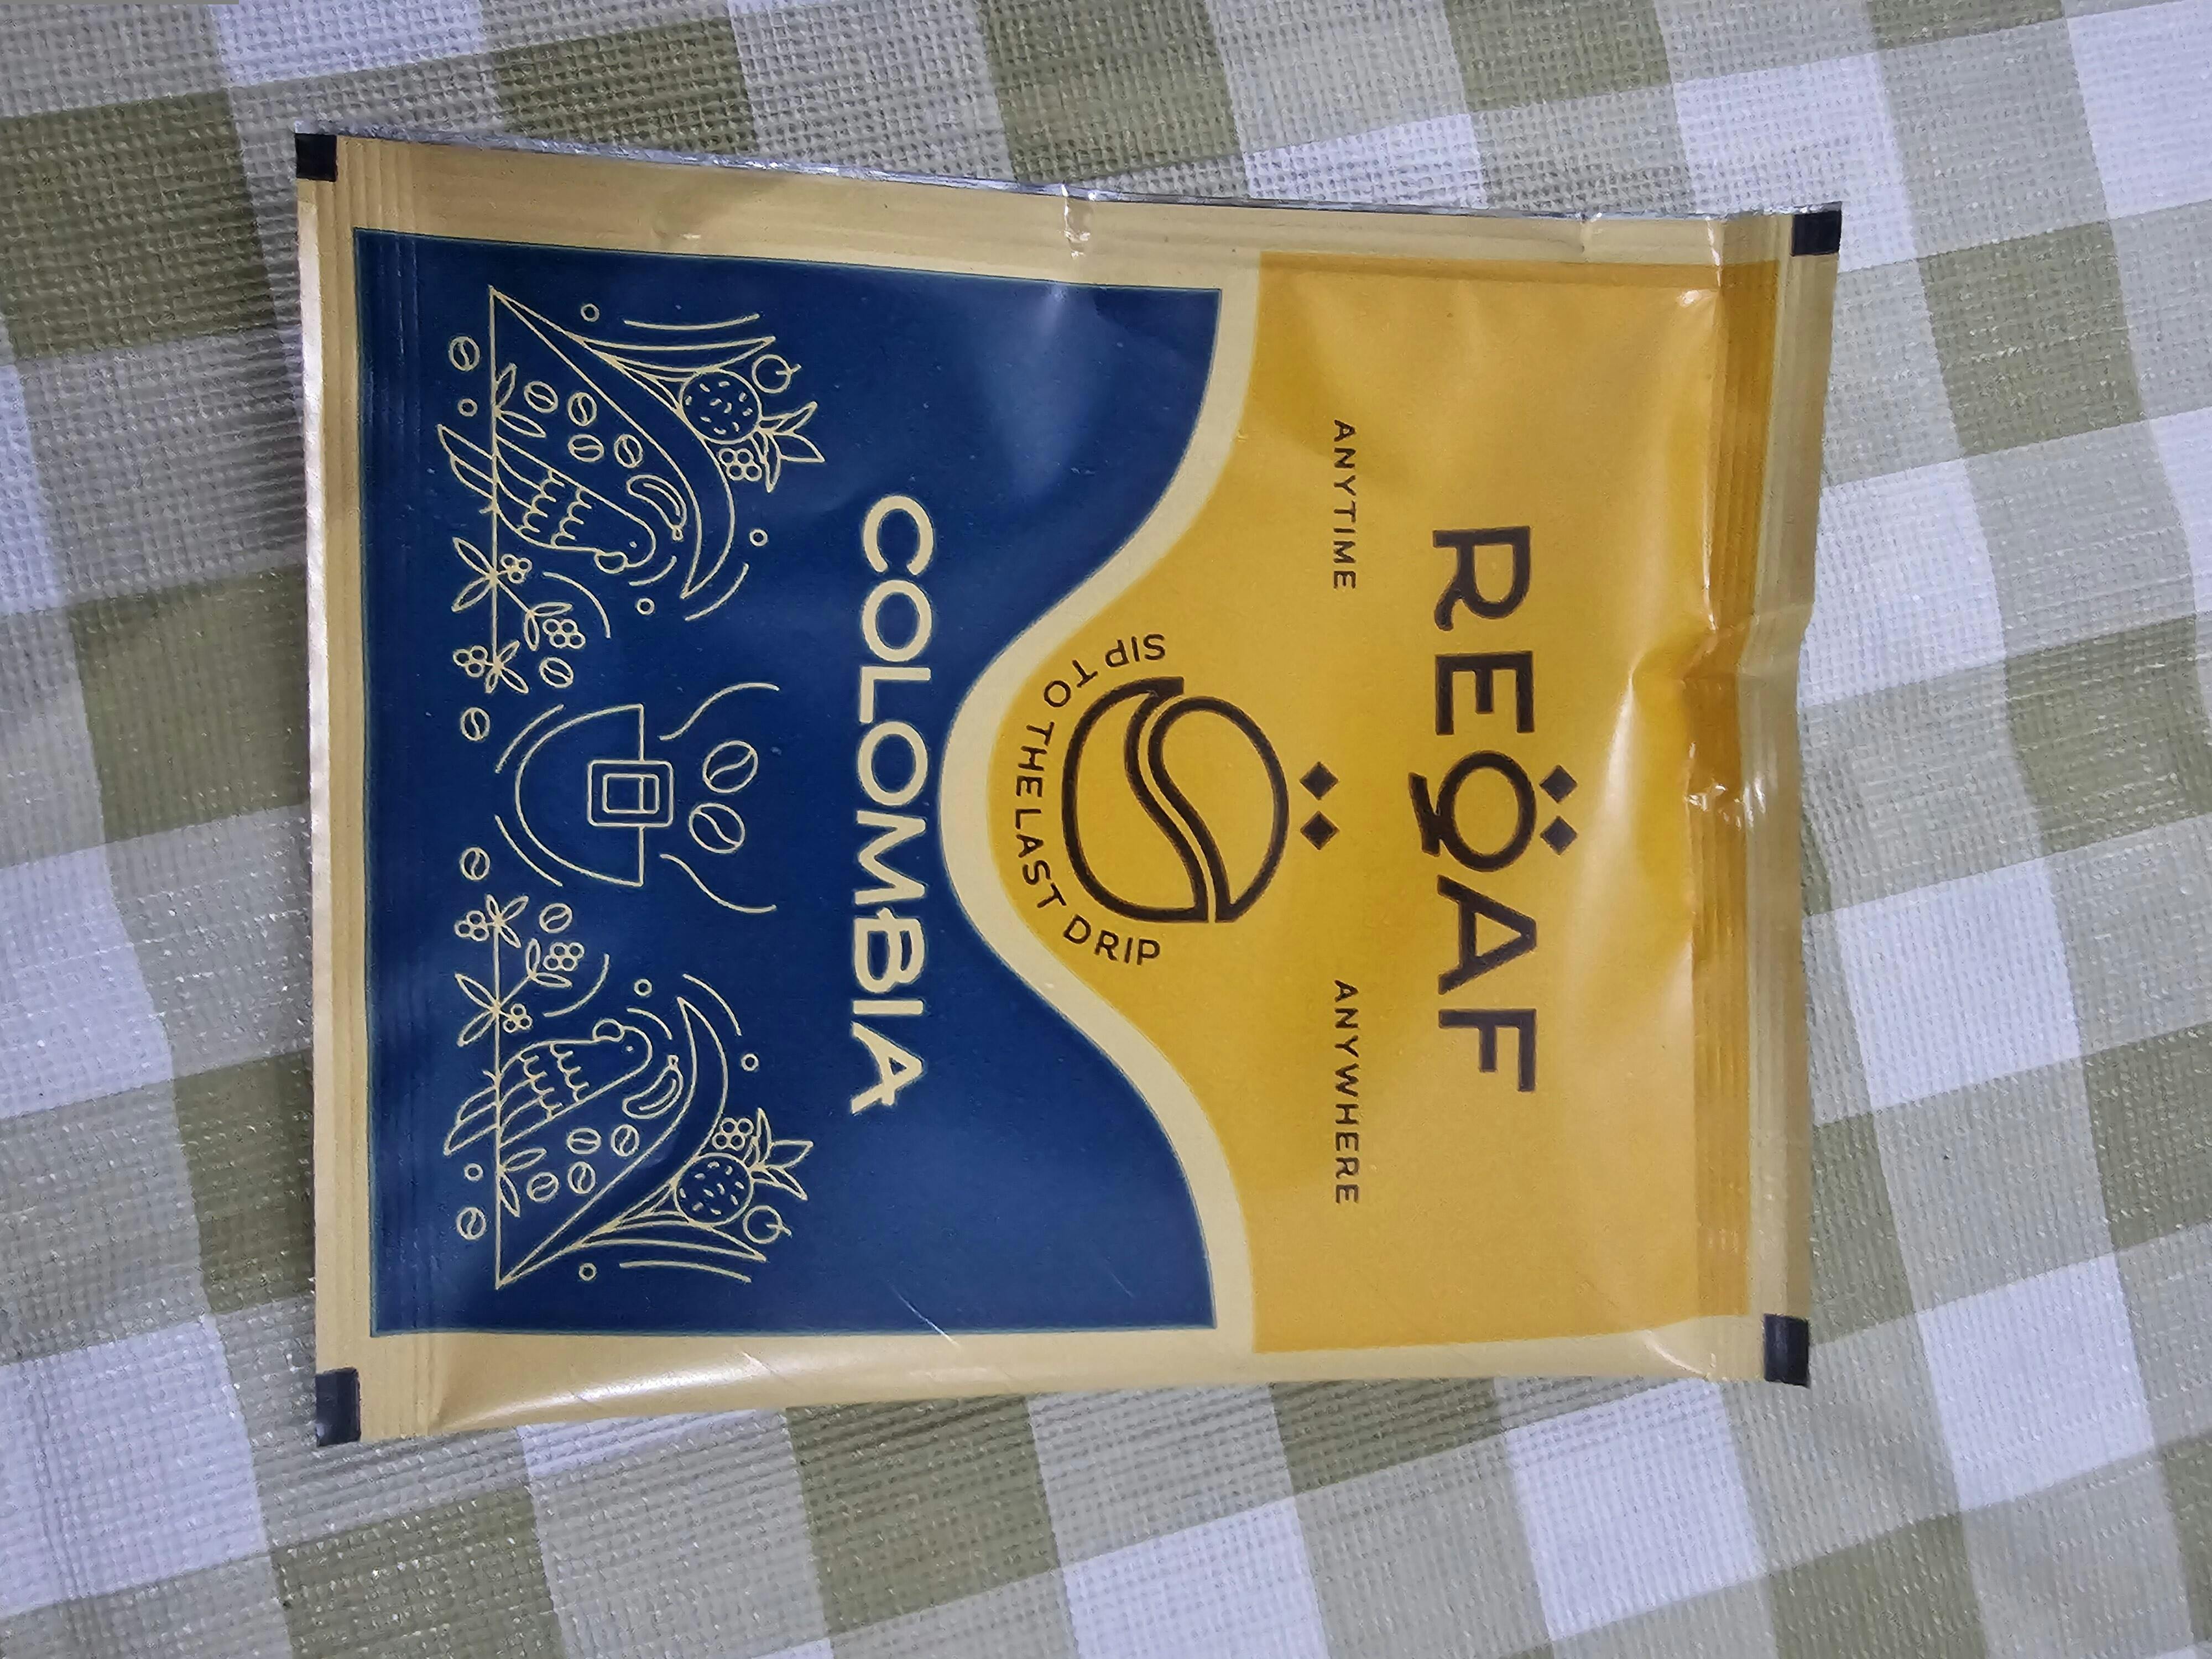 REQAF
ANYTIME ANYWHERE
SIP TO THE LAST DRIP
COLOMBIA